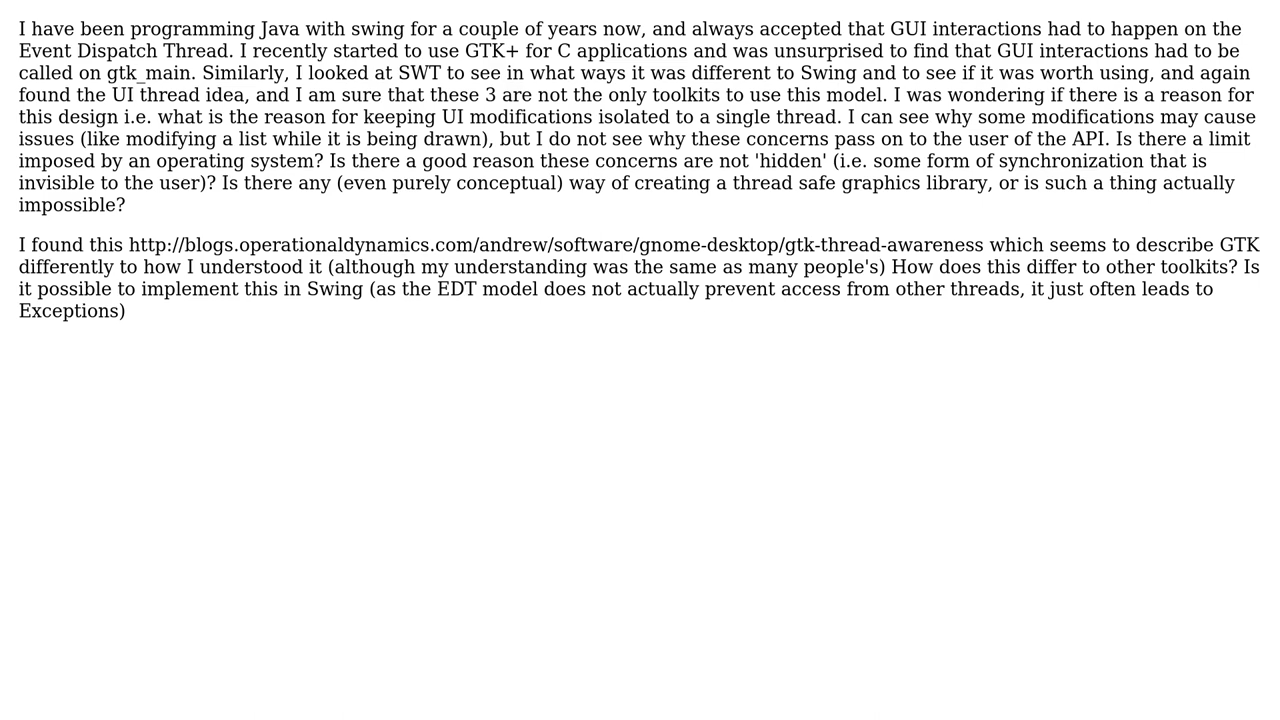 I have been programming Java with swing for a couple of years now, and always accepted that GUI interactions had to happen on the
Event Dispatch Thread. I recently started to use GTK+ for C applications and was unsurprised to find that GUI interactions had to be
called on gtk_main. Similarly, I looked at SWT to see in what ways it was different to Swing and to see if it was worth using, and again
found the UI thread idea, and I am sure that these 3 are not the only toolkits to use this model. I was wondering if there is a reason for
this design i.e. what is the reason for keeping UI modifications isolated to a single thread. I can see why some modifications may cause
issues (like modifying a list while it is being drawn), but I do not see why these concerns pass on to the user of the API. Is there a limit
imposed by an operating system? Is there a good reason these concerns are not 'hidden' (i.e. some form of synchronization that is
invisible to the user)? Is there any (even purely conceptual) way of creating a thread safe graphics library, or is such a thing actually
impossible?
I found this http://blogs.operationaldynamics.com/andrew/software/gnome-desktop/gtk-thread-awareness which seems to describe GTK
differently to how I understood it (although my understanding was the same as many people's) How does this differ to other toolkits? Is
it possible to implement this in Swing (as the EDT model does not actually prevent access from other threads, it just often leads to
Exceptions)